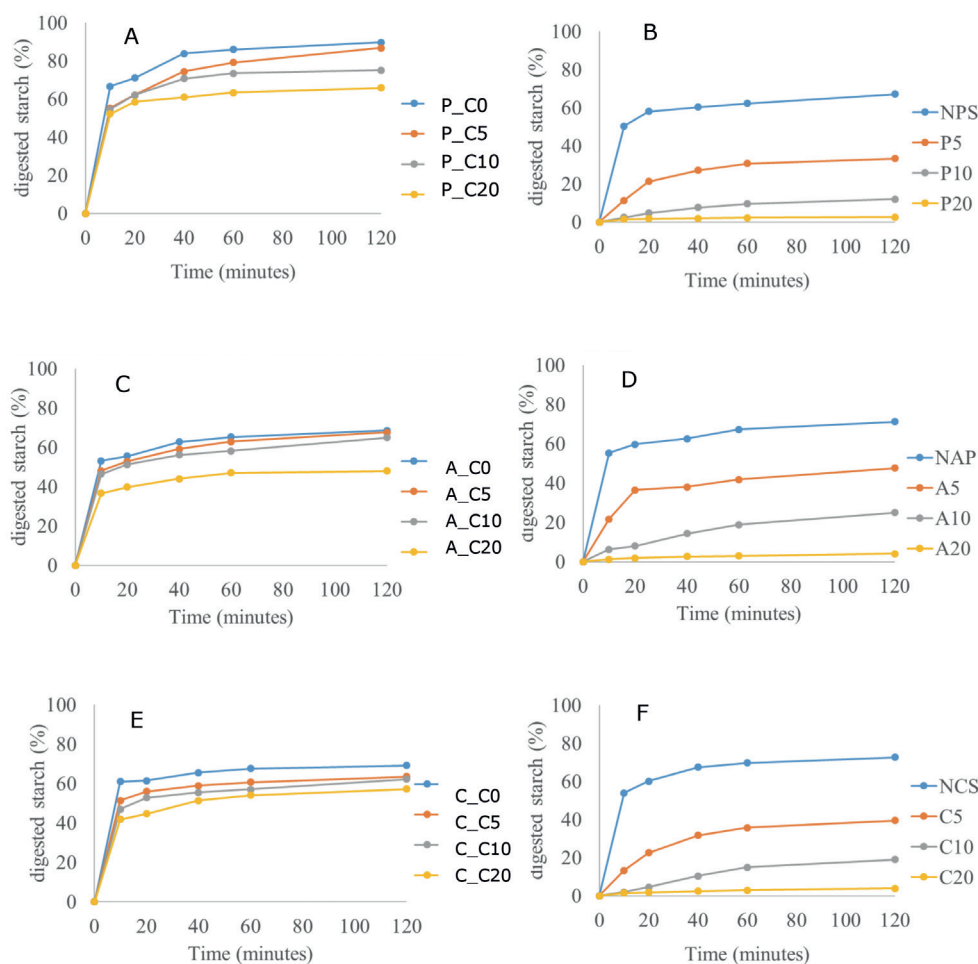 A
100
80
60
40
20
0
digested starch (%)
0 20 40 60 80 100 120
Time (minutes)
P_C0
P_C5
P_C10
P_C20
B
100
80
60
40
20
0
digested starch (%)
0 20 40 60 80 100 120
Time (minutes)
NPS
P5
P10
P20
C
100
80
60
40
20
0
digested starch (%)
0 20 40 60 80 100 120
Time (minutes)
A_C0
A_C5
A_C10
A_C20
D
100
80
60
40
20
0
digested starch (%)
0 20 40 60 80 100 120
Time (minutes)
NAP
A5
A10
A20
E
100
80
60
40
20
0
digested starch (%)
0 20 40 60 80 100 120
Time (minutes)
C_C0
C_C5
C_C10
C_C20
F
100
80
60
40
20
0
digested starch (%)
0 20 40 60 80 100 120
Time (minutes)
NCS
C5
C10
C20